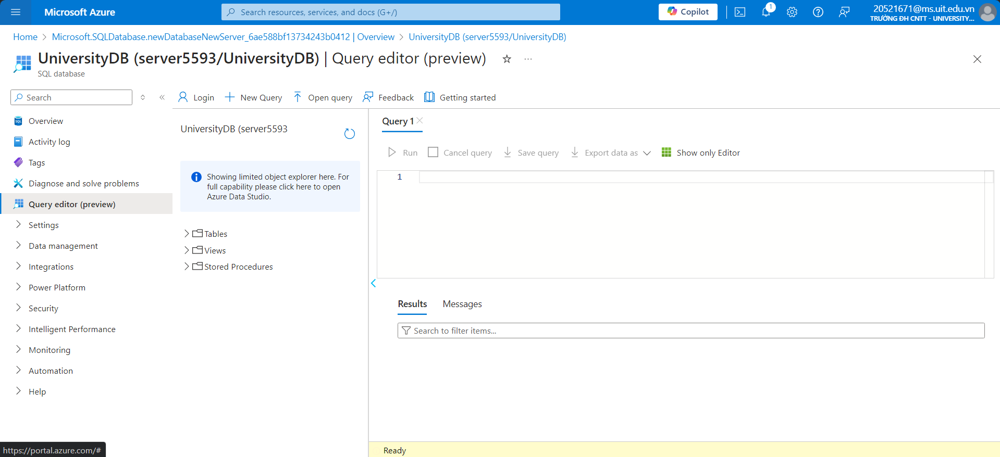 Microsoft Azure
Search resources, services, and docs (G+/)
Copilot
1
20521671@ms.uit.edu.vn
TRƯỜNG ĐH CNTT - UNIVERSITY...
Home > Microsoft.SQLDatabase.newDatabaseNewServer_6ae588bf13734243b0412 | Overview > UniversityDB (server5593/UniversityDB)
UniversityDB (server5593/UniversityDB) | Query editor (preview)
SQL database
Search
Login
New Query
Open query
Feedback
Getting started
Overview
Activity log
Tags
Diagnose and solve problems
Query editor (preview)
Settings
Data management
Integrations
Power Platform
Security
Intelligent Performance
Monitoring
Automation
Help
UniversityDB (server5593
Showing limited object explorer here. For
full capability please click here to open
Azure Data Studio.
Tables
Views
Stored Procedures
Query 1
Run
Cancel query
Save query
Export data as
Show only Editor
1
Results
Messages
Search to filter items...
Ready
https://portal.azure.com/#